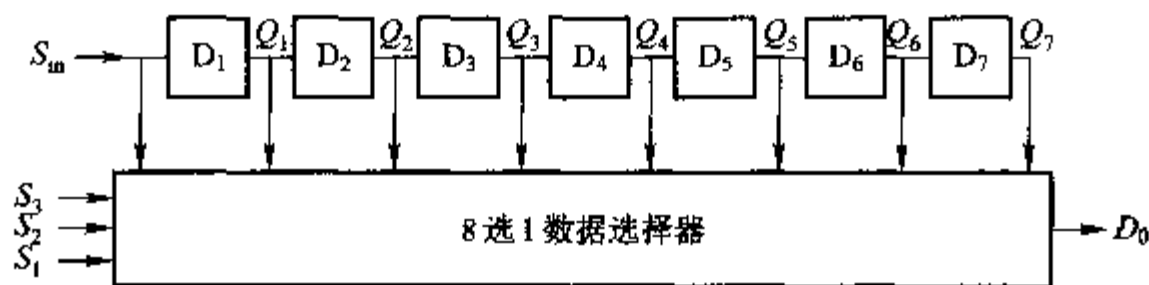 S_in D₁ Q₁ D₂ Q₂ D₃ Q₃ D₄ Q₄ D₅ Q₅ D₆ Q₆ D₇ Q₇
S₃
S₂ 8选1数据选择器 D₀
S₁